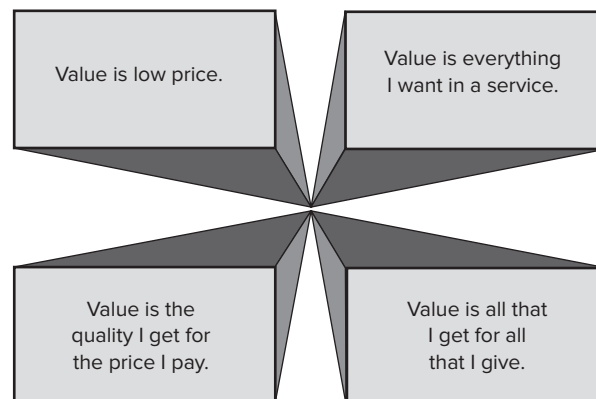 Value is low price.
Value is everything
I want in a service.
Value is the
quality I get for
the price I pay.
Value is all that
I get for all
that I give.